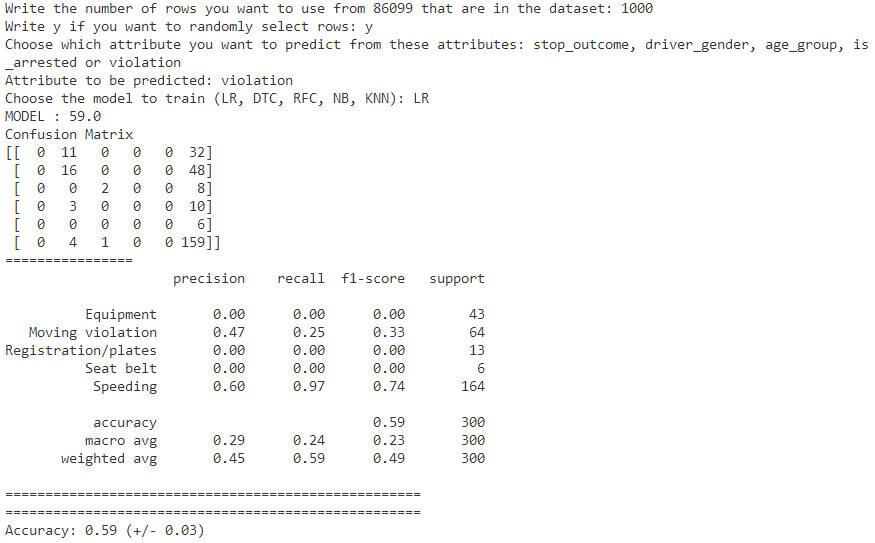 Write the number of rows you want to use from 86099 that are in the dataset: 1000
Write y if you want to randomly select rows: y
Choose which attribute you want to predict from these attributes: stop_outcome, driver_gender, age_group, is
_arrested or violation
Attribute to be predicted: violation
Choose the model to train (LR, DTC, RFC, NB, KNN): LR
MODEL : 59.0
Confusion Matrix
[[  0  11   0   0   0  32]
 [  0  16   0   0   0  48]
 [  0   0   2   0   0   8]
 [  0   3   0   0   0  10]
 [  0   0   0   0   0   6]
 [  0   4   1   0   0 159]]
================
                     precision    recall  f1-score   support
          Equipment       0.00      0.00      0.00        43
   Moving violation       0.47      0.25      0.33        64
Registration/plates       0.00      0.00      0.00        13
          Seat belt       0.00      0.00      0.00         6
           Speeding       0.60      0.97      0.74       164
           accuracy                           0.59       300
          macro avg       0.29      0.24      0.23       300
       weighted avg       0.45      0.59      0.49       300
====================================================
====================================================
Accuracy: 0.59 (+/- 0.03)